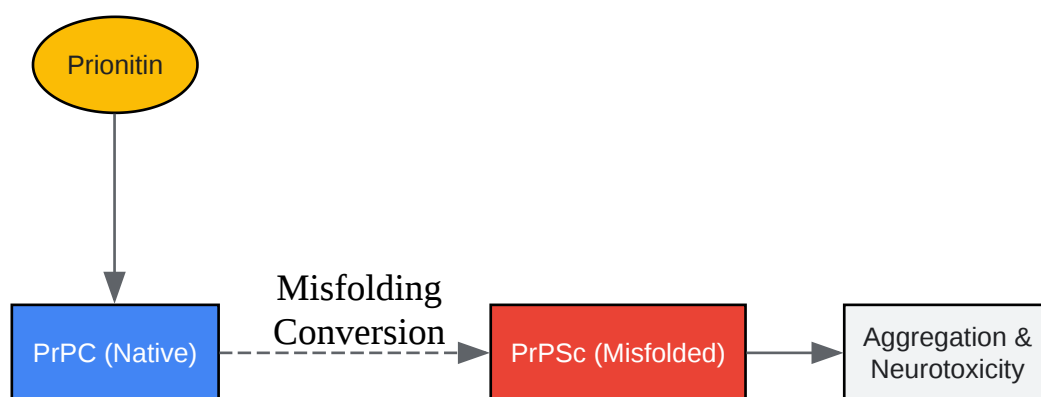 Prionitin
Misfolding
Conversion
PrPC (Native)
PrPSc (Misfolded)
Aggregation &
Neurotoxicity